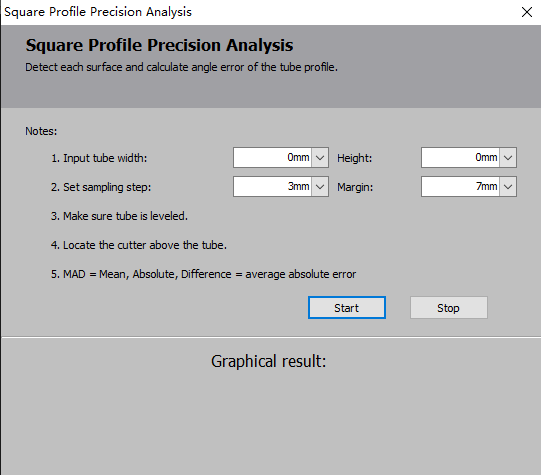 Square Profile Precision Analysis
Square Profile Precision Analysis
Detect each surface and calculate angle error of the tube profile.
Notes:
1. Input tube width: 0mm Height: 0mm
2. Set sampling step: 3mm Margin: 7mm
3. Make sure tube is leveled.
4. Locate the cutter above the tube.
5. MAD = Mean, Absolute, Difference = average absolute error
Start Stop
Graphical result: